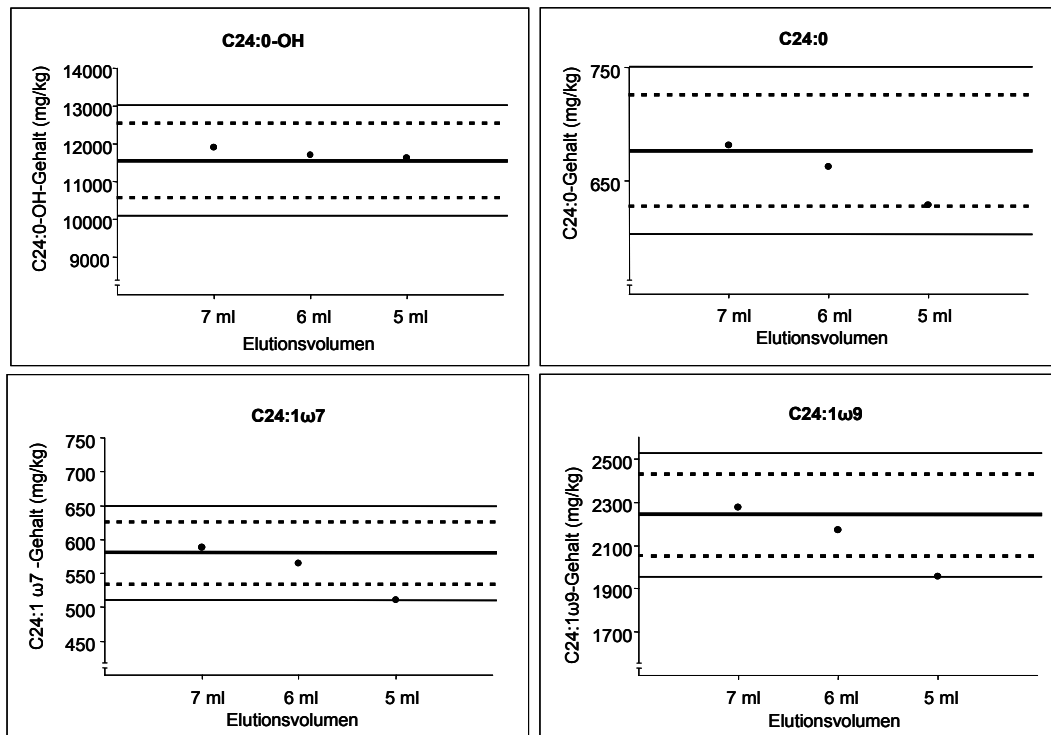 C24:0-OH
C24:0-OH-Gehalt (mg/kg)
14000
13000
12000
11000
10000
9000
7 ml 6 ml 5 ml
Elutionsvolumen
C24:0
C24:0-Gehalt (mg/kg)
750
650
7 ml 6 ml 5 ml
Elutionsvolumen
C24:1ω7
C24:1 ω7 -Gehalt (mg/kg)
750
700
650
600
550
500
450
7 ml 6 ml 5 ml
Elutionsvolumen
C24:1ω9
C24:1ω9-Gehalt (mg/kg)
2500
2300
2100
1900
1700
7 ml 6 ml 5 ml
Elutionsvolumen